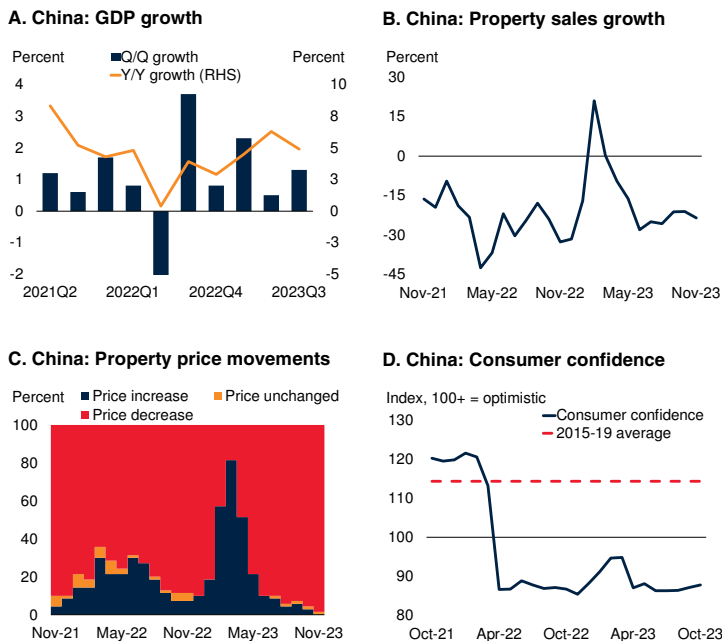 A. China: GDP growth
Percent
Q/Q growth
Y/Y growth (RHS)
Percent
4
3
2
1
0
-1
-2
10
8
5
3
0
-3
-5
2021Q2
2022Q1
2022Q4
2023Q3
B. China: Property sales growth
Percent
30
15
0
-15
-30
-45
Nov-21
May-22
Nov-22
May-23
Nov-23
C. China: Property price movements
Percent
Price increase
Price unchanged
Price decrease
100
80
60
40
20
0
Nov-21
May-22
Nov-22
May-23
Nov-23
D. China: Consumer confidence
Index, 100+ = optimistic
Consumer confidence
2015-19 average
130
120
110
100
90
80
Oct-21
Apr-22
Oct-22
Apr-23
Oct-23